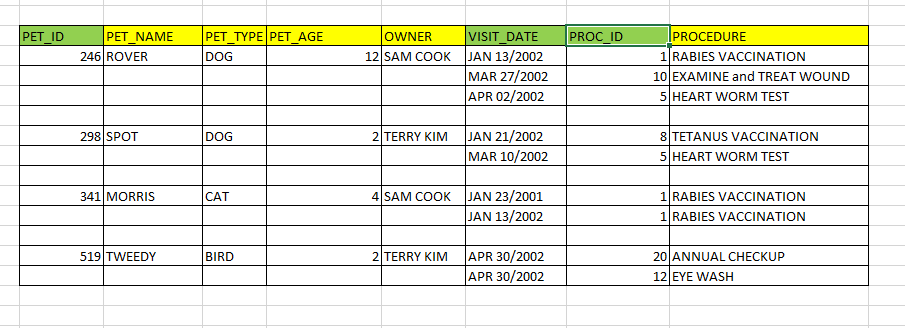 PET_ID PET_NAME PET_TYPE PET_AGE OWNER VISIT_DATE PROC_ID PROCEDURE
246 ROVER DOG 12 SAM COOK JAN 13/2002 1 RABIES VACCINATION
MAR 27/2002 10 EXAMINE and TREAT WOUND
APR 02/2002 5 HEART WORM TEST
298 SPOT DOG 2 TERRY KIM JAN 21/2002 8 TETANUS VACCINATION
MAR 10/2002 5 HEART WORM TEST
341 MORRIS CAT 4 SAM COOK JAN 23/2001 1 RABIES VACCINATION
JAN 13/2002 1 RABIES VACCINATION
519 TWEEDY BIRD 2 TERRY KIM APR 30/2002 20 ANNUAL CHECKUP
APR 30/2002 12 EYE WASH